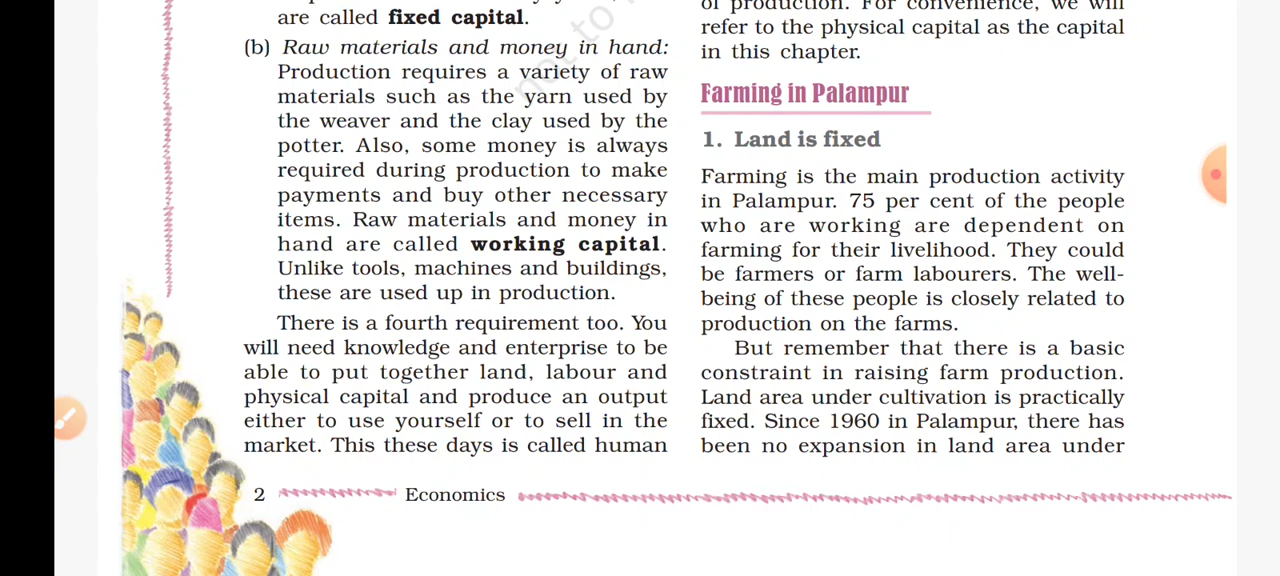 are called fixed capital.
(b) Raw materials and money in hand:
Production requires a variety of raw
materials such as the yarn used by
the weaver and the clay used by the
potter. Also, some money is always
required during production to make
payments and buy other necessary
items. Raw materials and money in
hand are called working capital.
Unlike tools, machines and buildings,
these are used up in production.
There is a fourth requirement too. You
will need knowledge and enterprise to be
able to put together land, labour and
physical capital and produce an output
either to use yourself or to sell in the
market. This these days is called human
of production. For convenience, we will
refer to the physical capital as the capital
in this chapter.
Farming in Palampur
1. Land is fixed
Farming is the main production activity
in Palampur. 75 per cent of the people
who are working are dependent on
farming for their livelihood. They could
be farmers or farm labourers. The well-
being of these people is closely related to
production on the farms.
But remember that there is a basic
constraint in raising farm production.
Land area under cultivation is practically
fixed. Since 1960 in Palampur, there has
been no expansion in land area under
2 Economics
not to